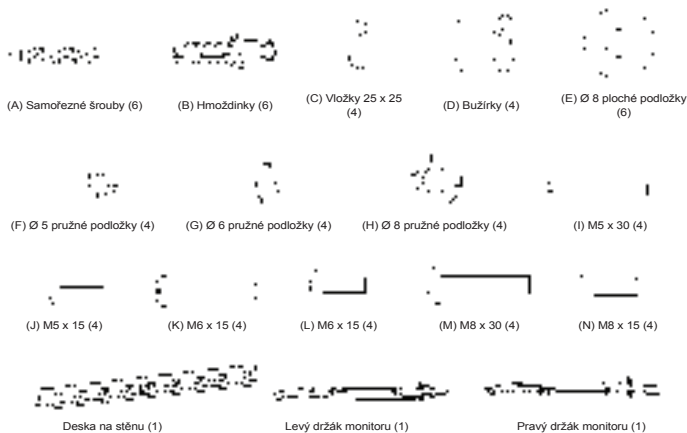 (A) Samořezné šrouby (6)
(B) Hmoždinky (6)
(C) Vložky 25 x 25
(4)
(D) Bužírky (4)
(E) Ø 8 ploché podložky
(6)
(F) Ø 5 pružné podložky (4)
(G) Ø 6 pružné podložky (4)
(H) Ø 8 pružné podložky (4)
(I) M5 x 30 (4)
(J) M5 x 15 (4)
(K) M6 x 15 (4)
(L) M6 x 15 (4)
(M) M8 x 30 (4)
(N) M8 x 15 (4)
Deska na stěnu (1)
Levý držák monitoru (1)
Pravý držák monitoru (1)